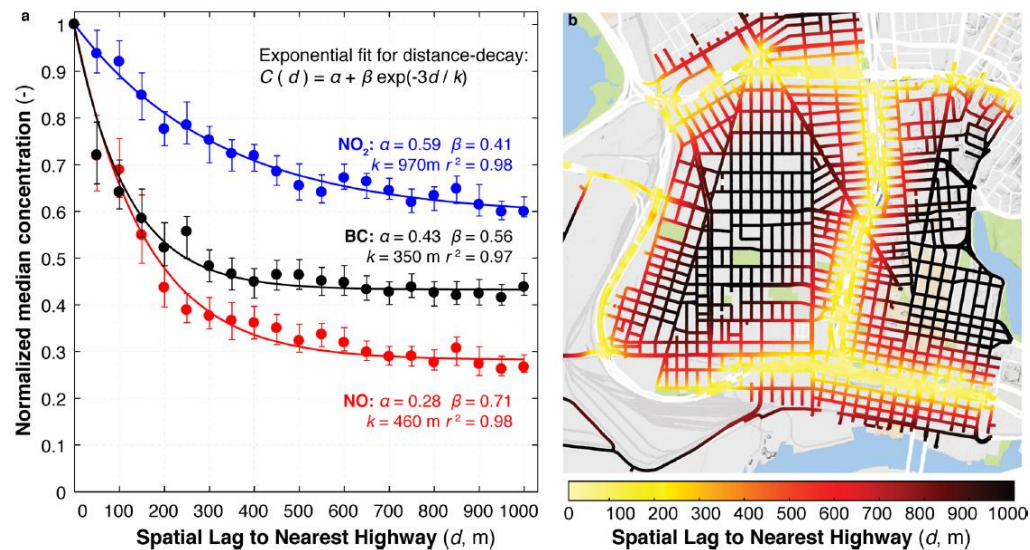 a
Exponential fit for distance-decay:
C ( d ) = α + β exp(-3d / k)
NO₂: α = 0.59 β = 0.41
k = 970m r² = 0.98
BC: α = 0.43 β = 0.56
k = 350 m r² = 0.97
NO: α = 0.28 β = 0.71
k = 460 m r² = 0.98
Normalized median concentration (-)
1
0.9
0.8
0.7
0.6
0.5
0.4
0.3
0.2
0.1
0
0 100 200 300 400 500 600 700 800 900 1000
Spatial Lag to Nearest Highway (d, m)
b
0 100 200 300 400 500 600 700 800 900 1000
Spatial Lag to Nearest Highway (d, m)